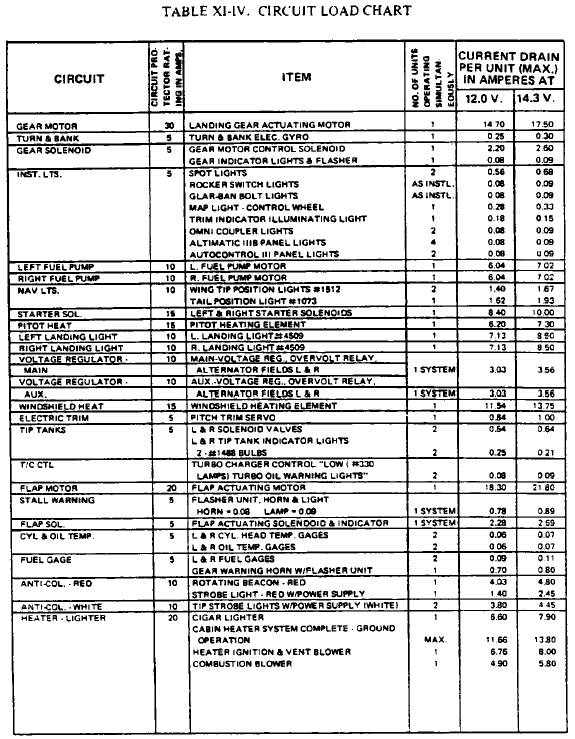 TABLE XI-IV. CIRCUIT LOAD CHART
CIRCUIT | CIRCUIT PROTECTOR RATING IN AMPS. | ITEM | NO. OF UNITS OPERATING SIMULTANEOUSLY | CURRENT DRAIN PER UNIT (MAX.) IN AMPERES AT
12.0 V. | 14.3 V.
GEAR MOTOR 30 LANDING GEAR ACTUATING MOTOR 1 14.70 17.50
TURN & BANK 5 TURN & BANK ELEC. GYRO 1 0.25 0.30
GEAR SOLENOID 5 GEAR MOTOR CONTROL SOLENOID 1 2.20 2.60
GEAR INDICATOR LIGHTS & FLASHER 1 0.08 0.09
INST. LTS. 5 SPOT LIGHTS 2 0.56 0.68
ROCKER SWITCH LIGHTS AS INSTL. 0.08 0.09
GLAR-BAN BOLT LIGHTS AS INSTL. 0.08 0.09
MAP LIGHT - CONTROL WHEEL 1 0.28 0.33
TRIM INDICATOR ILLUMINATING LIGHT 1 0.18 0.15
OMNI COUPLER LIGHTS 2 0.08 0.09
ALTIMATIC IIIB PANEL LIGHTS 4 0.08 0.09
AUTOCONTROL III PANEL LIGHTS 2 0.08 0.09
LEFT FUEL PUMP 10 L. FUEL PUMP MOTOR 1 6.04 7.02
RIGHT FUEL PUMP 10 R. FUEL PUMP MOTOR 1 6.04 7.02
NAV LTS. 10 WING TIP POSITION LIGHTS #1512 2 1.40 1.67
TAIL POSITION LIGHT #1073 1 1.62 1.93
STARTER SOL. 15 LEFT & RIGHT STARTER SOLENOIDS 1 8.40 10.00
PITOT HEAT 15 PITOT HEATING ELEMENT 1 6.20 7.30
LEFT LANDING LIGHT 10 L. LANDING LIGHT #4509 1 7.13 8.50
RIGHT LANDING LIGHT 10 R. LANDING LIGHT #4509 1 7.13 8.50
VOLTAGE REGULATOR - 10 MAIN-VOLTAGE REG., OVERVOLT RELAY,
MAIN ALTERNATOR FIELDS L & R 1 SYSTEM 3.03 3.56
VOLTAGE REGULATOR - 10 AUX.-VOLTAGE REG., OVERVOLT RELAY,
AUX. ALTERNATOR FIELDS L & R 1 SYSTEM 3.03 3.56
WINDSHIELD HEAT 15 WINDSHIELD HEATING ELEMENT 1 11.54 13.75
ELECTRIC TRIM 5 PITCH TRIM SERVO 1 0.84 1.00
TIP TANKS 5 L & R SOLENOID VALVES 2 0.54 0.64
L & R TIP TANK INDICATOR LIGHTS
2 - #1488 BULBS 2 0.25 0.21
T/C CTL TURBO CHARGER CONTROL "LOW ( #330
LAMPS) TURBO OIL WARNING LIGHTS" 2 0.08 0.09
FLAP MOTOR 20 FLAP ACTUATING MOTOR 1 18.30 21.80
STALL WARNING 5 FLASHER UNIT, HORN & LIGHT
HORN = 0.08 LAMP = 0.09 1 SYSTEM 0.78 0.89
FLAP SOL. 5 FLAP ACTUATING SOLENDOID & INDICATOR 1 SYSTEM 2.28 2.69
CYL & OIL TEMP. 5 L & R CYL. HEAD TEMP. GAGES 2 0.06 0.07
L & R OIL TEMP. GAGES 2 0.06 0.07
FUEL GAGE 5 L & R FUEL GAGES 2 0.09 0.11
GEAR WARNING HORN W/FLASHER UNIT 1 0.70 0.80
ANTI-COL. - RED 10 ROTATING BEACON - RED 1 4.03 4.80
STROBE LIGHT - RED W/POWER SUPPLY 1 1.40 2.45
ANTI-COL. - WHITE 10 TIP STROBE LIGHTS W/POWER SUPPLY (WHITE) 2 3.80 4.45
HEATER - LIGHTER 20 CIGAR LIGHTER 1 6.60 7.90
CABIN HEATER SYSTEM COMPLETE - GROUND
OPERATION MAX. 11.66 13.80
HEATER IGNITION & VENT BLOWER 1 6.76 8.00
COMBUSTION BLOWER 1 4.90 5.80